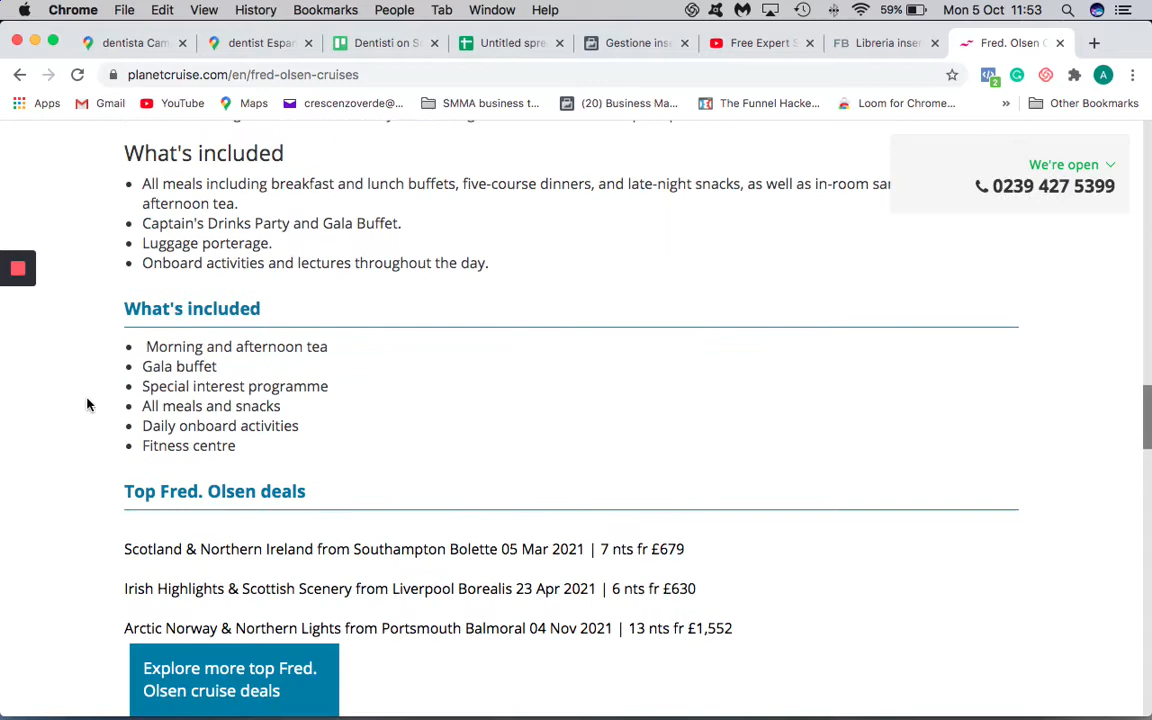 Chrome File Edit View History Bookmarks People Tab Window Help 59% Mon 5 Oct 11:53
dentista Cam dentist Espan Dentisti on S Untitled spre Gestione inse Free Expert S FB Libreria inser Fred. Olsen C
planetcruise.com/en/fred-olsen-cruises
Apps Gmail YouTube Maps crescenzoverde@... SMMA business t... (20) Business Ma... The Funnel Hacke... Loom for Chrome... » Other Bookmarks
What's included
We're open
0239 427 5399
• All meals including breakfast and lunch buffets, five-course dinners, and late-night snacks, as well as in-room sar
afternoon tea.
• Captain's Drinks Party and Gala Buffet.
• Luggage porterage.
• Onboard activities and lectures throughout the day.
What's included
• Morning and afternoon tea
• Gala buffet
• Special interest programme
• All meals and snacks
• Daily onboard activities
• Fitness centre
Top Fred. Olsen deals
Scotland & Northern Ireland from Southampton Bolette 05 Mar 2021 | 7 nts fr £679
Irish Highlights & Scottish Scenery from Liverpool Borealis 23 Apr 2021 | 6 nts fr £630
Arctic Norway & Northern Lights from Portsmouth Balmoral 04 Nov 2021 | 13 nts fr £1,552
Explore more top Fred.
Olsen cruise deals